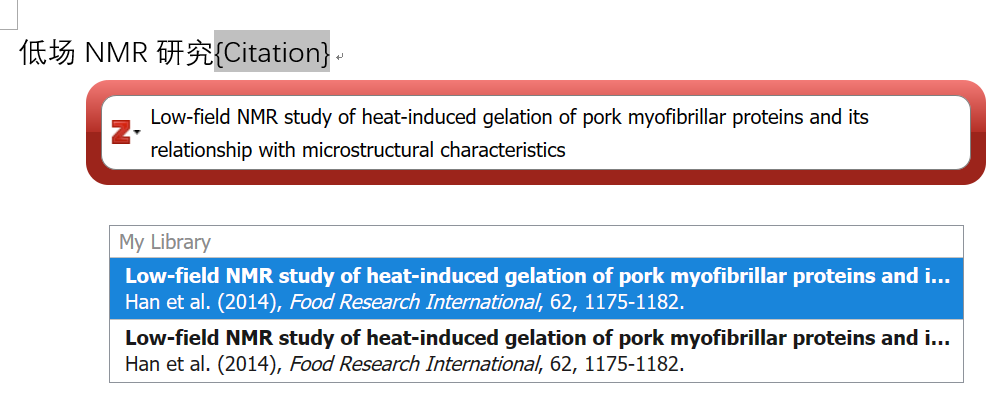 低场 NMR 研究{Citation}
Low-field NMR study of heat-induced gelation of pork myofibrillar proteins and its
relationship with microstructural characteristics
My Library
Low-field NMR study of heat-induced gelation of pork myofibrillar proteins and i...
Han et al. (2014), Food Research International, 62, 1175-1182.
Low-field NMR study of heat-induced gelation of pork myofibrillar proteins and i...
Han et al. (2014), Food Research International, 62, 1175-1182.